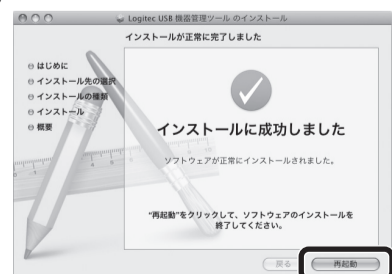 Logitec USB 機器管理ツール のインストール
インストールが正常に完了しました
はじめに
インストール先の選択
インストールの種類
インストール
概要
インストールに成功しました
ソフトウェアが正常にインストールされました。
"再起動"をクリックして、ソフトウェアのインストールを
終了してください。
戻る
再起動